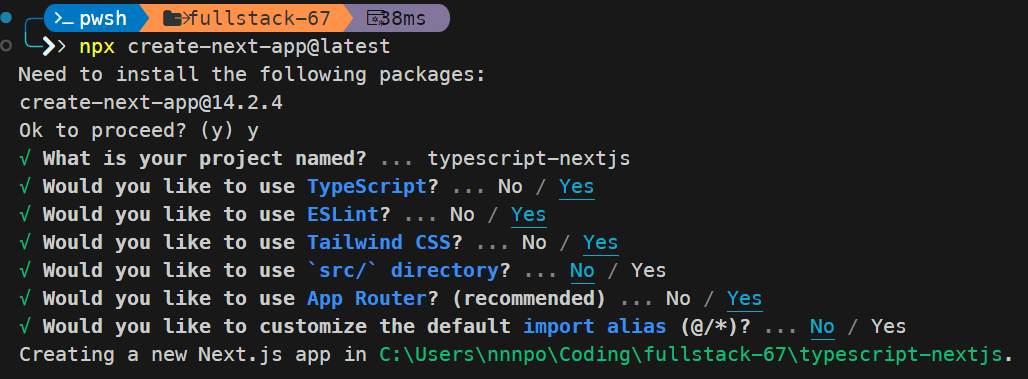 >_ pwsh fullstack-67 38ms
>> npx create-next-app@latest
Need to install the following packages:
create-next-app@14.2.4
Ok to proceed? (y) y
√ What is your project named? ... typescript-nextjs
√ Would you like to use TypeScript? ... No / Yes
√ Would you like to use ESLint? ... No / Yes
√ Would you like to use Tailwind CSS? ... No / Yes
√ Would you like to use `src/` directory? ... No / Yes
√ Would you like to use App Router? (recommended) ... No / Yes
√ Would you like to customize the default import alias (@/*)? ... No / Yes
Creating a new Next.js app in C:\Users\nnnpo\Coding\fullstack-67\typescript-nextjs.